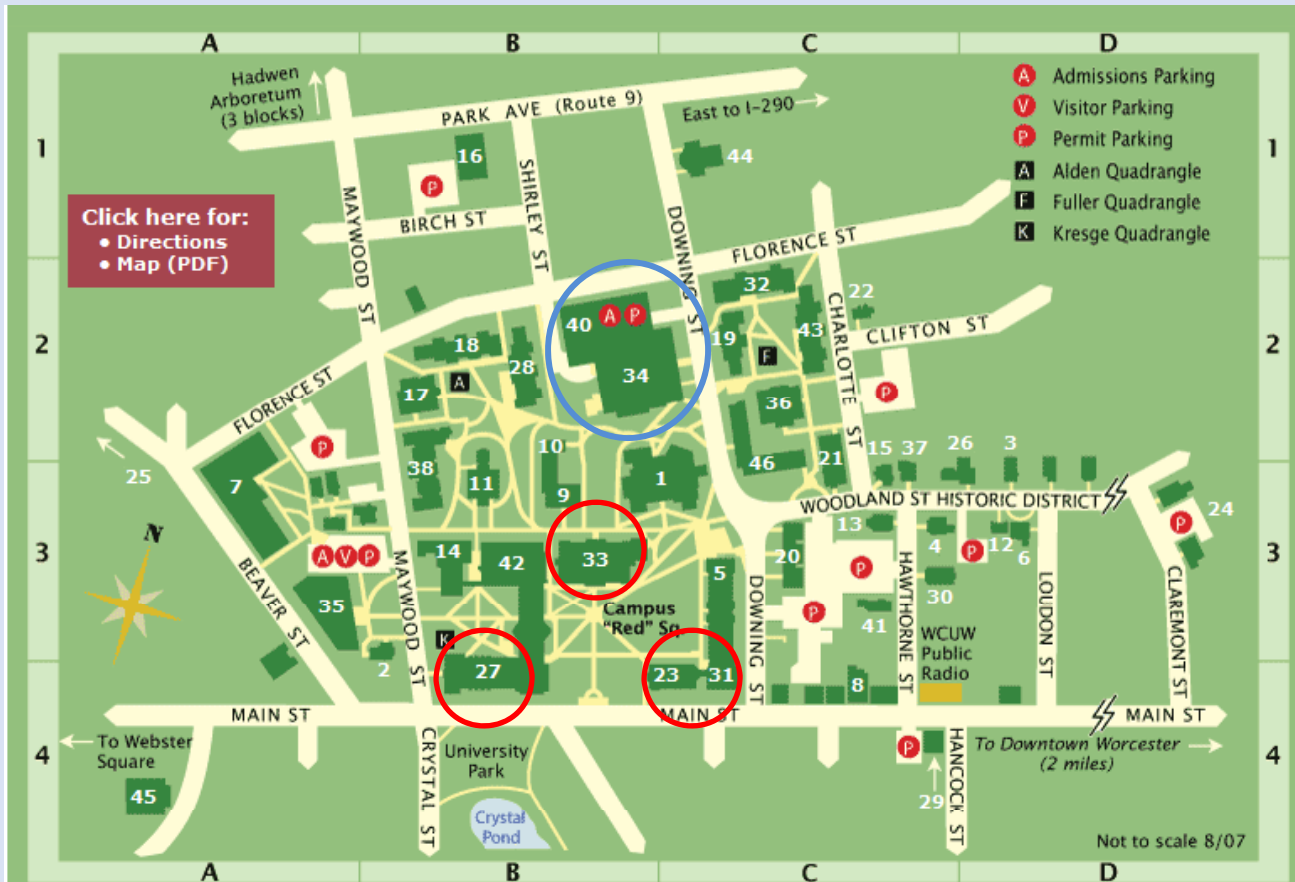 A B C D
Hadwen
Arboretum
(3 blocks)
PARK AVE (Route 9)
East to I-290
A Admissions Parking
V Visitor Parking
P Permit Parking
A Alden Quadrangle
F Fuller Quadrangle
K Kresge Quadrangle
1 1
16
44
P
Click here for:
• Directions
• Map (PDF)
MAYWOOD ST
BIRCH ST
SHIRLEY ST
DOWNING ST
FLORENCE ST
CHARLOTTE ST
32
22
CLIFTON ST
40 A P
43
2 2
18
28
19
F
34
A
17
36
P
FLORENCE ST
P
38
10
46
21
15 37 26 3
25
7
11
9
1
WOODLAND ST HISTORIC DISTRICT
24
N
13
P
A V P
3 3
14
42
33
5
20
P
4
P
12
6
MAYWOOD ST
BEAVER ST
35
DOWNING ST
HAWTHORNE ST
30
LOUDON ST
CLAREMONT ST
Campus
"Red" Sq.
P
41
WCUW
Public
Radio
K
2
27
23 31
8
MAIN ST MAIN ST MAIN ST
To Webster
Square
CRYSTAL ST
University
Park
P
HANCOCK ST
To Downtown Worcester
(2 miles)
4 4
45
29
Crystal
Pond
Not to scale 8/07
A B C D